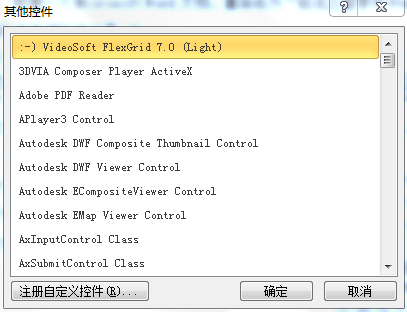 其他控件
:-) VideoSoft FlexGrid 7.0 (Light)
3DVIA Composer Player ActiveX
Adobe PDF Reader
APlayer3 Control
Autodesk DWF Composite Thumbnail Control
Autodesk DWF Viewer Control
Autodesk ECompositeViewer Control
Autodesk EMap Viewer Control
AxInputControl Class
AxSubmitControl Class
注册自定义控件(R)...
确定
取消